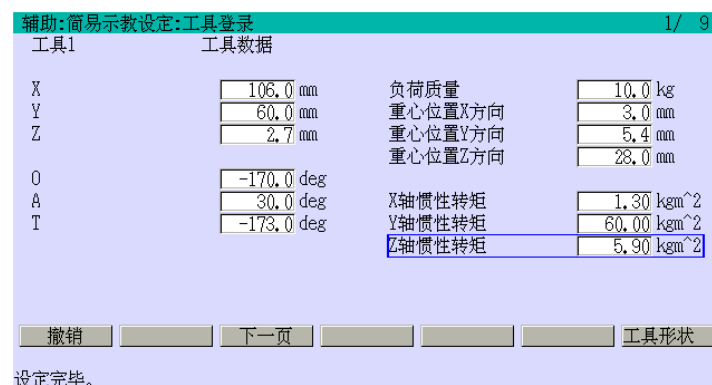 辅助:简易示教设定:工具登录 1/ 9
工具1 工具数据
X 106.0 mm 负荷质量 10.0 kg
Y 60.0 mm 重心位置X方向 3.0 mm
Z 2.7 mm 重心位置Y方向 5.4 mm
重心位置Z方向 28.0 mm
O -170.0 deg
A 30.0 deg X轴惯性转矩 1.30 kgm^2
T -173.0 deg Y轴惯性转矩 60.00 kgm^2
Z轴惯性转矩 5.90 kgm^2
撤销 下一页 工具形状
设定完毕。